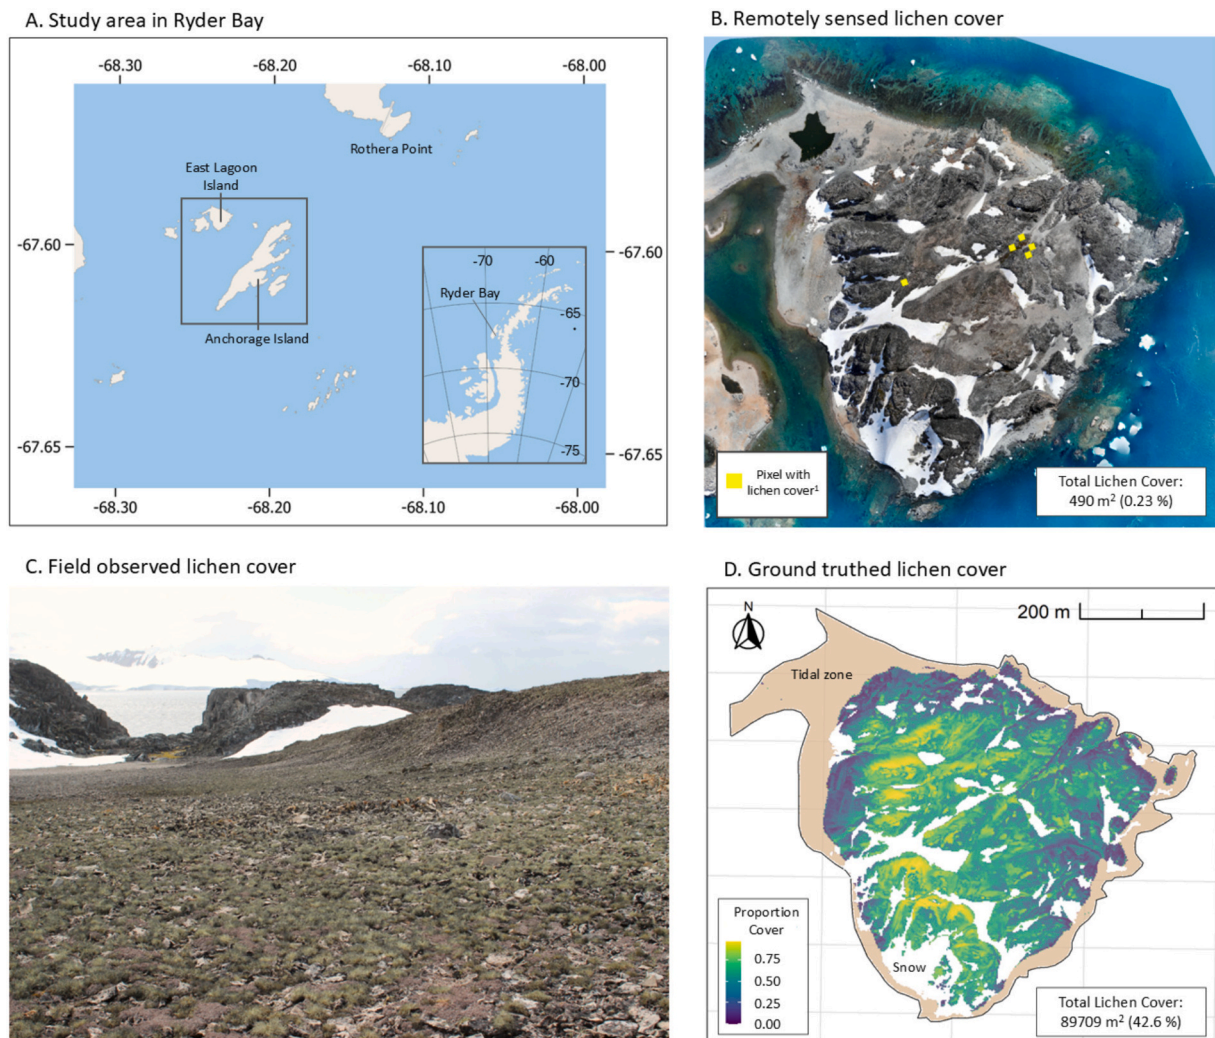 A. Study area in Ryder Bay
-68.30 -68.20 -68.10 -68.00
Rothera Point
East Lagoon
Island
-67.60 -67.60
-70 -60
Ryder Bay
-65
Anchorage Island
-70
-67.65 -75 -67.65
-68.30 -68.20 -68.10 -68.00
B. Remotely sensed lichen cover
Pixel with
lichen cover¹
Total Lichen Cover:
490 m² (0.23 %)
C. Field observed lichen cover
D. Ground truthed lichen cover
N
200 m
Tidal zone
Proportion
Cover
0.75
0.50
0.25
0.00
Snow
Total Lichen Cover:
89709 m² (42.6 %)